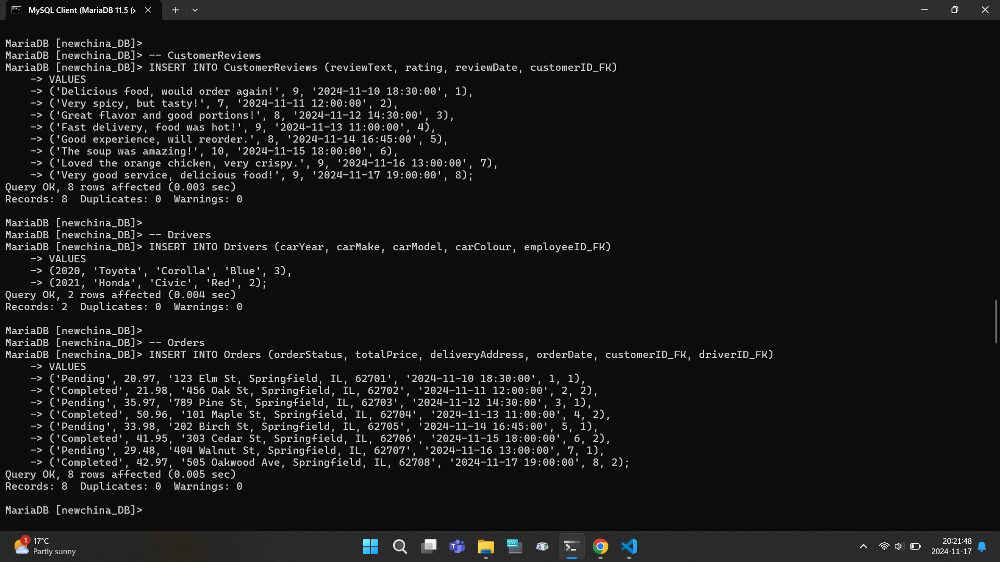 MySQL Client (MariaDB 11.5 (x
MariaDB [newchina_DB]>
MariaDB [newchina_DB]> -- CustomerReviews
MariaDB [newchina_DB]> INSERT INTO CustomerReviews (reviewText, rating, reviewDate, customerID_FK)
    -> VALUES
    -> ('Delicious food, would order again!', 9, '2024-11-10 18:30:00', 1),
    -> ('Very spicy, but tasty!', 7, '2024-11-11 12:00:00', 2),
    -> ('Great flavor and good portions!', 8, '2024-11-12 14:30:00', 3),
    -> ('Fast delivery, food was hot!', 9, '2024-11-13 11:00:00', 4),
    -> ('Good experience, will reorder.', 8, '2024-11-14 16:45:00', 5),
    -> ('The soup was amazing!', 10, '2024-11-15 18:00:00', 6),
    -> ('Loved the orange chicken, very crispy.', 9, '2024-11-16 13:00:00', 7),
    -> ('Very good service, delicious food!', 9, '2024-11-17 19:00:00', 8);
Query OK, 8 rows affected (0.003 sec)
Records: 8  Duplicates: 0  Warnings: 0
MariaDB [newchina_DB]>
MariaDB [newchina_DB]> -- Drivers
MariaDB [newchina_DB]> INSERT INTO Drivers (carYear, carMake, carModel, carColour, employeeID_FK)
    -> VALUES
    -> (2020, 'Toyota', 'Corolla', 'Blue', 3),
    -> (2021, 'Honda', 'Civic', 'Red', 2);
Query OK, 2 rows affected (0.004 sec)
Records: 2  Duplicates: 0  Warnings: 0
MariaDB [newchina_DB]>
MariaDB [newchina_DB]> -- Orders
MariaDB [newchina_DB]> INSERT INTO Orders (orderStatus, totalPrice, deliveryAddress, orderDate, customerID_FK, driverID_FK)
    -> VALUES
    -> ('Pending', 20.97, '123 Elm St, Springfield, IL, 62701', '2024-11-10 18:30:00', 1, 1),
    -> ('Completed', 21.98, '456 Oak St, Springfield, IL, 62702', '2024-11-11 12:00:00', 2, 2),
    -> ('Pending', 35.97, '789 Pine St, Springfield, IL, 62703', '2024-11-12 14:30:00', 3, 1),
    -> ('Completed', 50.96, '101 Maple St, Springfield, IL, 62704', '2024-11-13 11:00:00', 4, 2),
    -> ('Pending', 33.98, '202 Birch St, Springfield, IL, 62705', '2024-11-14 16:45:00', 5, 1),
    -> ('Completed', 41.95, '303 Cedar St, Springfield, IL, 62706', '2024-11-15 18:00:00', 6, 2),
    -> ('Pending', 29.48, '404 Walnut St, Springfield, IL, 62707', '2024-11-16 13:00:00', 7, 1),
    -> ('Completed', 42.97, '505 Oakwood Ave, Springfield, IL, 62708', '2024-11-17 19:00:00', 8, 2);
Query OK, 8 rows affected (0.005 sec)
Records: 8  Duplicates: 0  Warnings: 0
MariaDB [newchina_DB]>
1
17°C
Partly sunny
20:21:48
2024-11-17